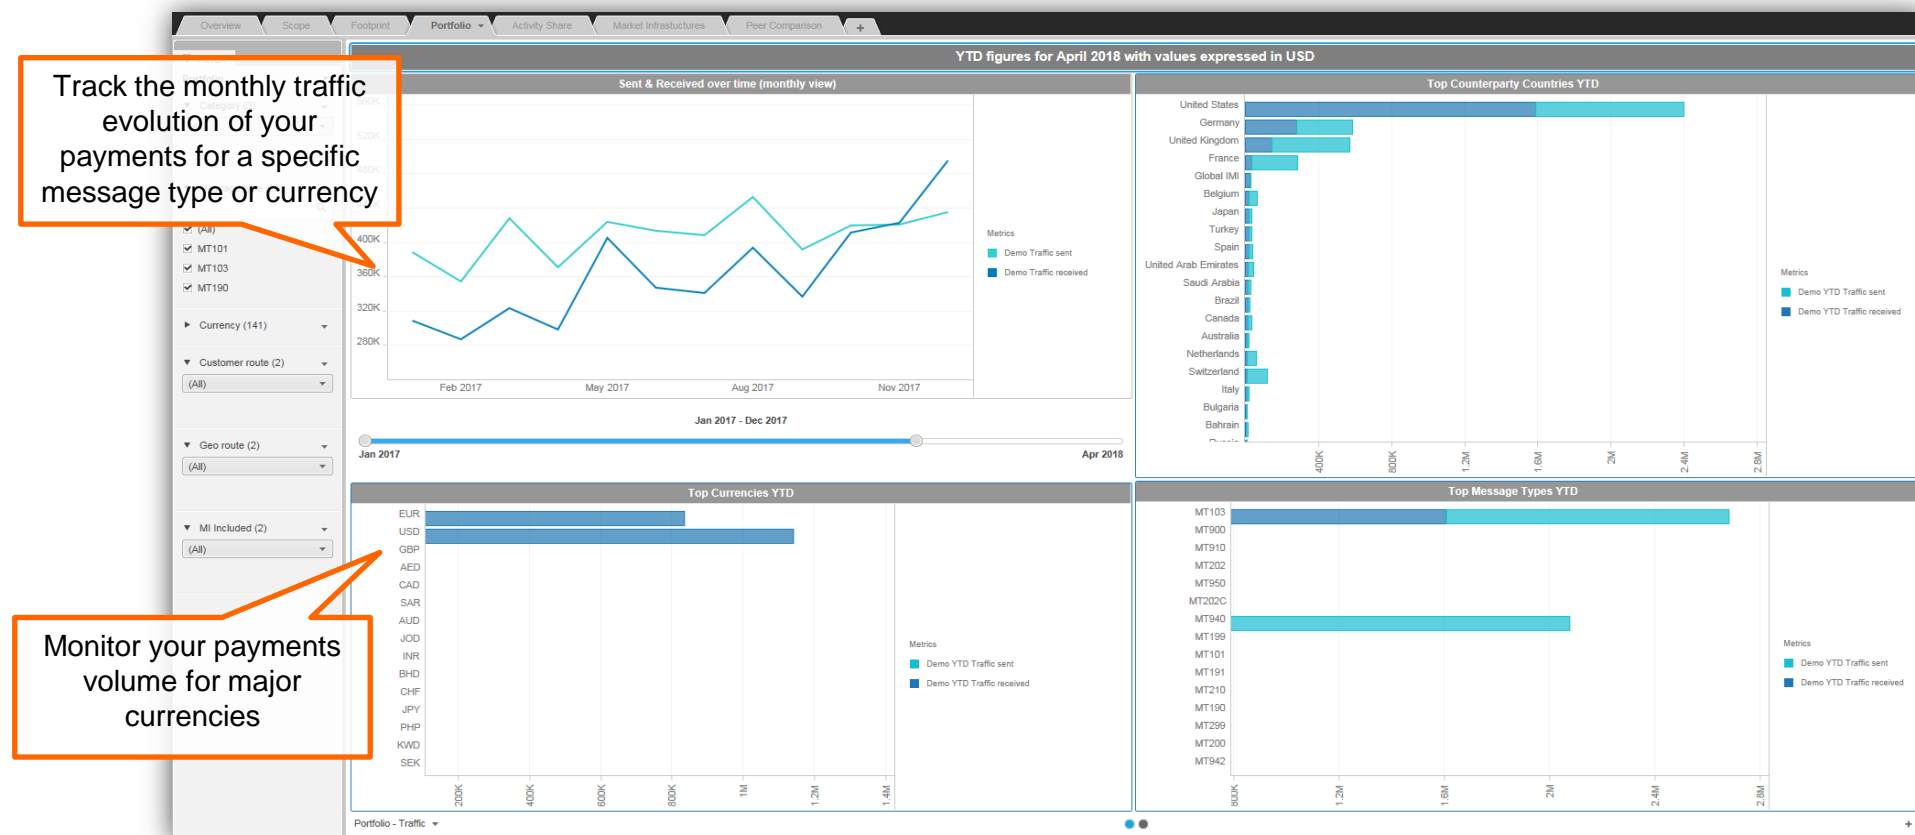 Overview
Scope
Footprint
Portfolio
Activity Share
Market Infrastuctures
Peer Comparison
+
YTD figures for April 2018 with values expressed in USD
Track the monthly traffic
evolution of your
payments for a specific
message type or currency
(All)
MT101
MT103
MT190
Currency (141)
Customer route (2)
(All)
Geo route (2)
(All)
MI Included (2)
(All)
Monitor your payments
volume for major
currencies
Sent & Received over time (monthly view)
560K
520K
480K
400K
360K
320K
280K
Feb 2017
May 2017
Aug 2017
Nov 2017
Metrics
Demo Traffic sent
Demo Traffic received
Jan 2017 - Dec 2017
Jan 2017
Apr 2018
Top Counterparty Countries YTD
United States
Germany
United Kingdom
France
Global IMI
Belgium
Japan
Turkey
Spain
United Arab Emirates
Saudi Arabia
Brazil
Canada
Australia
Netherlands
Switzerland
Italy
Bulgaria
Bahrain
400K
800K
1.2M
1.6M
2M
2.4M
2.8M
Metrics
Demo YTD Traffic sent
Demo YTD Traffic received
Top Currencies YTD
EUR
USD
GBP
AED
CAD
SAR
AUD
JOD
INR
BHD
CHF
JPY
PHP
KWD
SEK
200K
400K
600K
800K
1M
1.2M
1.4M
Metrics
Demo YTD Traffic sent
Demo YTD Traffic received
Top Message Types YTD
MT103
MT900
MT910
MT202
MT950
MT202C
MT940
MT199
MT101
MT191
MT210
MT190
MT299
MT200
MT942
800K
1.2M
1.6M
2M
2.4M
2.8M
Metrics
Demo YTD Traffic sent
Demo YTD Traffic received
Portfolio - Traffic
+